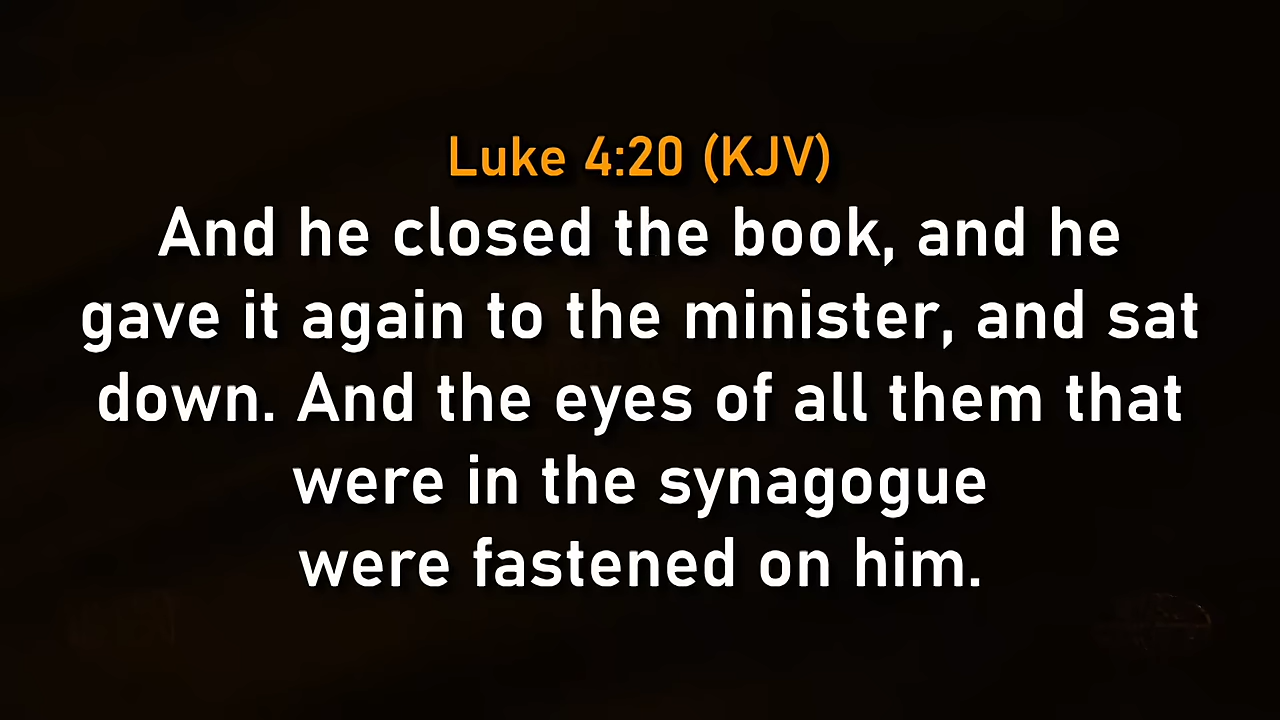 Luke 4:20 (KJV)
And he closed the book, and he
gave it again to the minister, and sat
down. And the eyes of all them that
were in the synagogue
were fastened on him.